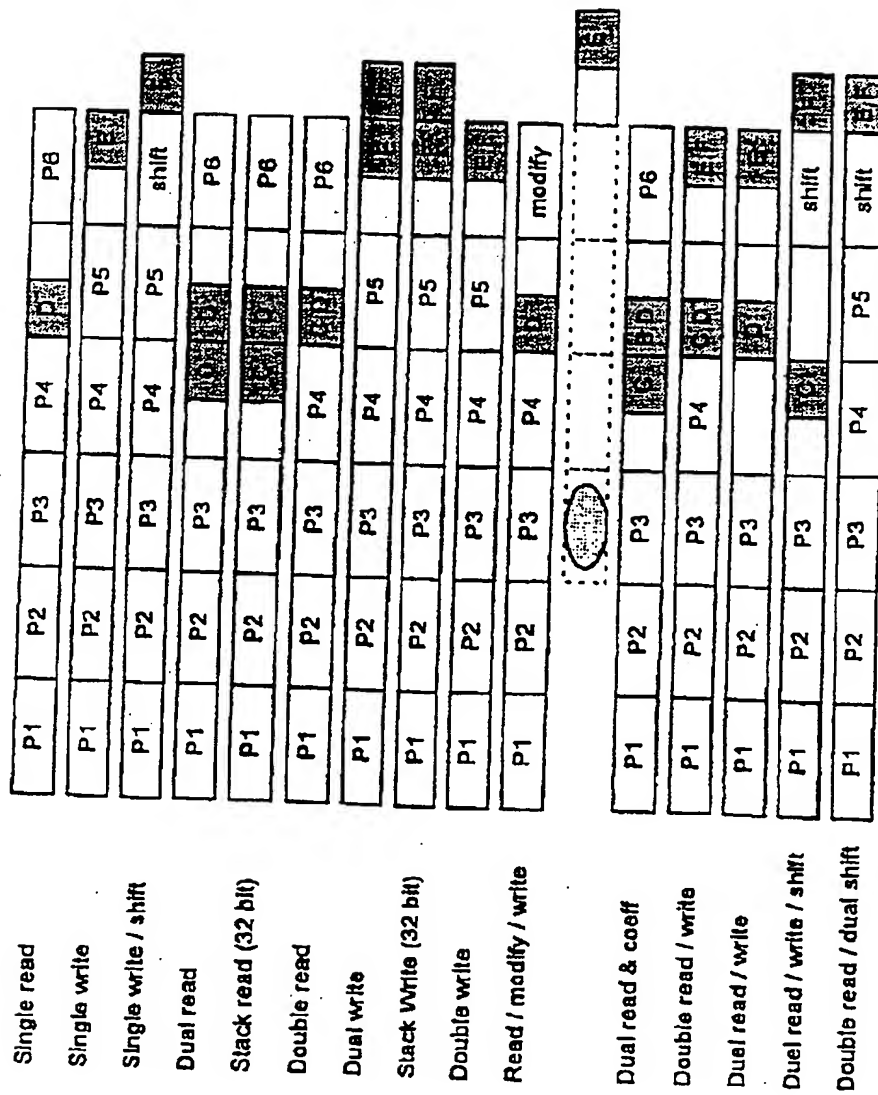 Single read P1 P2 P3 P4 D P6
Single write P1 P2 P3 P4 P5 E
Single write / shift P1 P2 P3 P4 P5 shift
Dual read P1 P2 P3 D P6
Stack read (32 bit) P1 P2 P3 C D P6
Double read P1 P2 P3 P4 D P6
Dual write P1 P2 P3 P4 P5
Stack Write (32 bit) P1 P2 P3 P4 P5
Double write P1 P2 P3 P4 P5
Read / modify / write P1 P2 P3 P4 D modify
E
Dual read & coeff P1 P2 P3 C B D P6
Double read / write P1 P2 P3 P4 C D
Dual read / write P1 P2 P3 D
Duel read / write / shift P1 P2 P3 C shift
Double read / dual shift P1 P2 P3 P4 P5 shift E/F